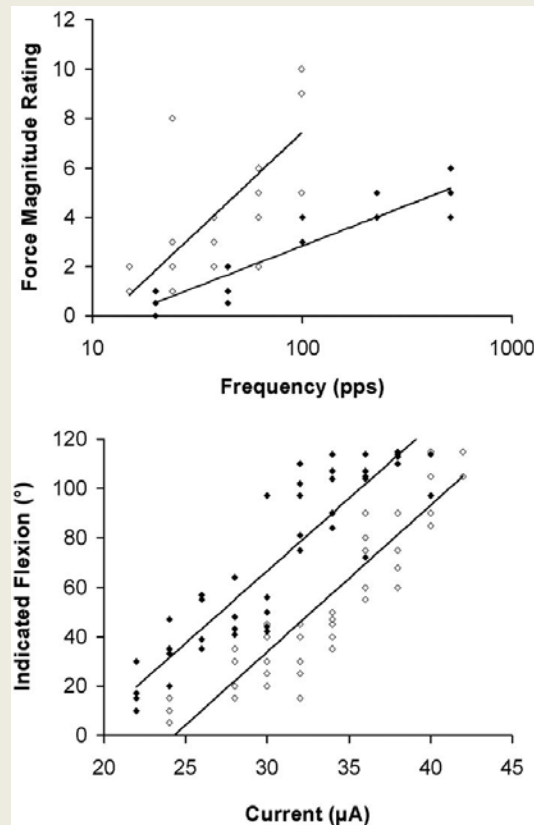 12
10
8
6
4
2
0
10 100 1000
Force Magnitude Rating
Frequency (pps)
120
100
80
60
40
20
0
20 25 30 35 40 45
Indicated Flexion (°)
Current (µA)